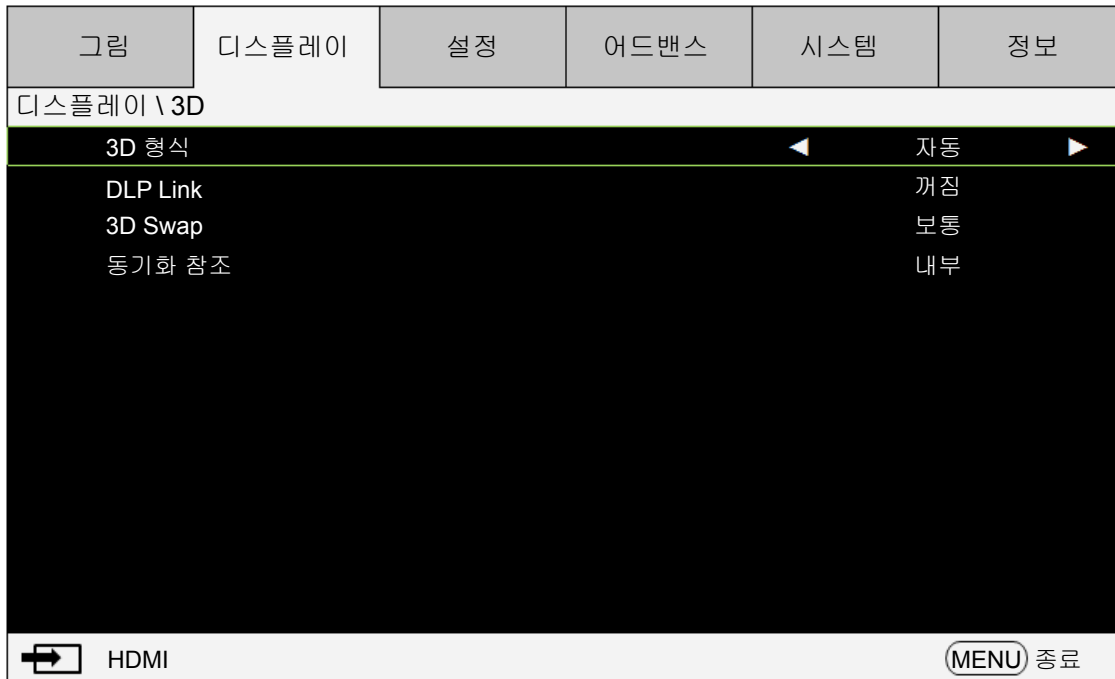 그림 디스플레이 설정 어드밴스 시스템 정보
디스플레이 \ 3D
3D 형식 자동
DLP Link 꺼짐
3D Swap 보통
동기화 참조 내부
HDMI MENU 종료